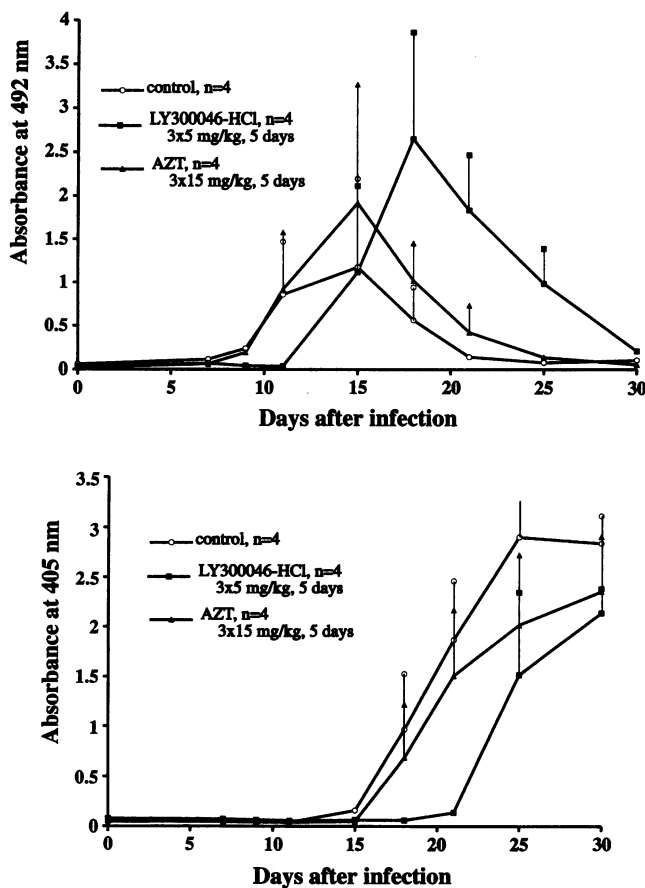 4
3.5
control, n=4
3
LY300046-HCl, n=4
3x5 mg/kg, 5 days
2.5
AZT, n=4
3x15 mg/kg, 5 days
2
1.5
1
0.5
0
Absorbance at 492 nm
0 5 10 15 20 25 30
Days after infection
3.5
3
control, n=4
2.5
LY300046-HCl, n=4
3x5 mg/kg, 5 days
AZT, n=4
2
3x15 mg/kg, 5 days
1.5
1
0.5
0
Absorbance at 405 nm
0 5 10 15 20 25 30
Days after infection